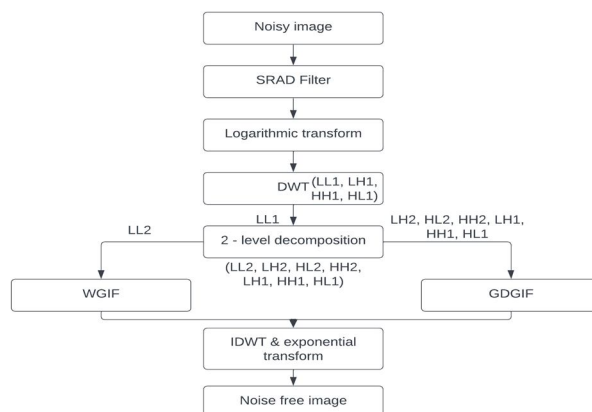 Noisy image
SRAD Filter
Logarithmic transform
DWT (LL1, LH1,
HH1, HL1)
LL1
LL2
2 - level decomposition
LH2, HL2, HH2, LH1,
HH1, HL1
(LL2, LH2, HL2, HH2,
LH1, HH1, HL1)
WGIF
GDGIF
IDWT & exponential
transform
Noise free image